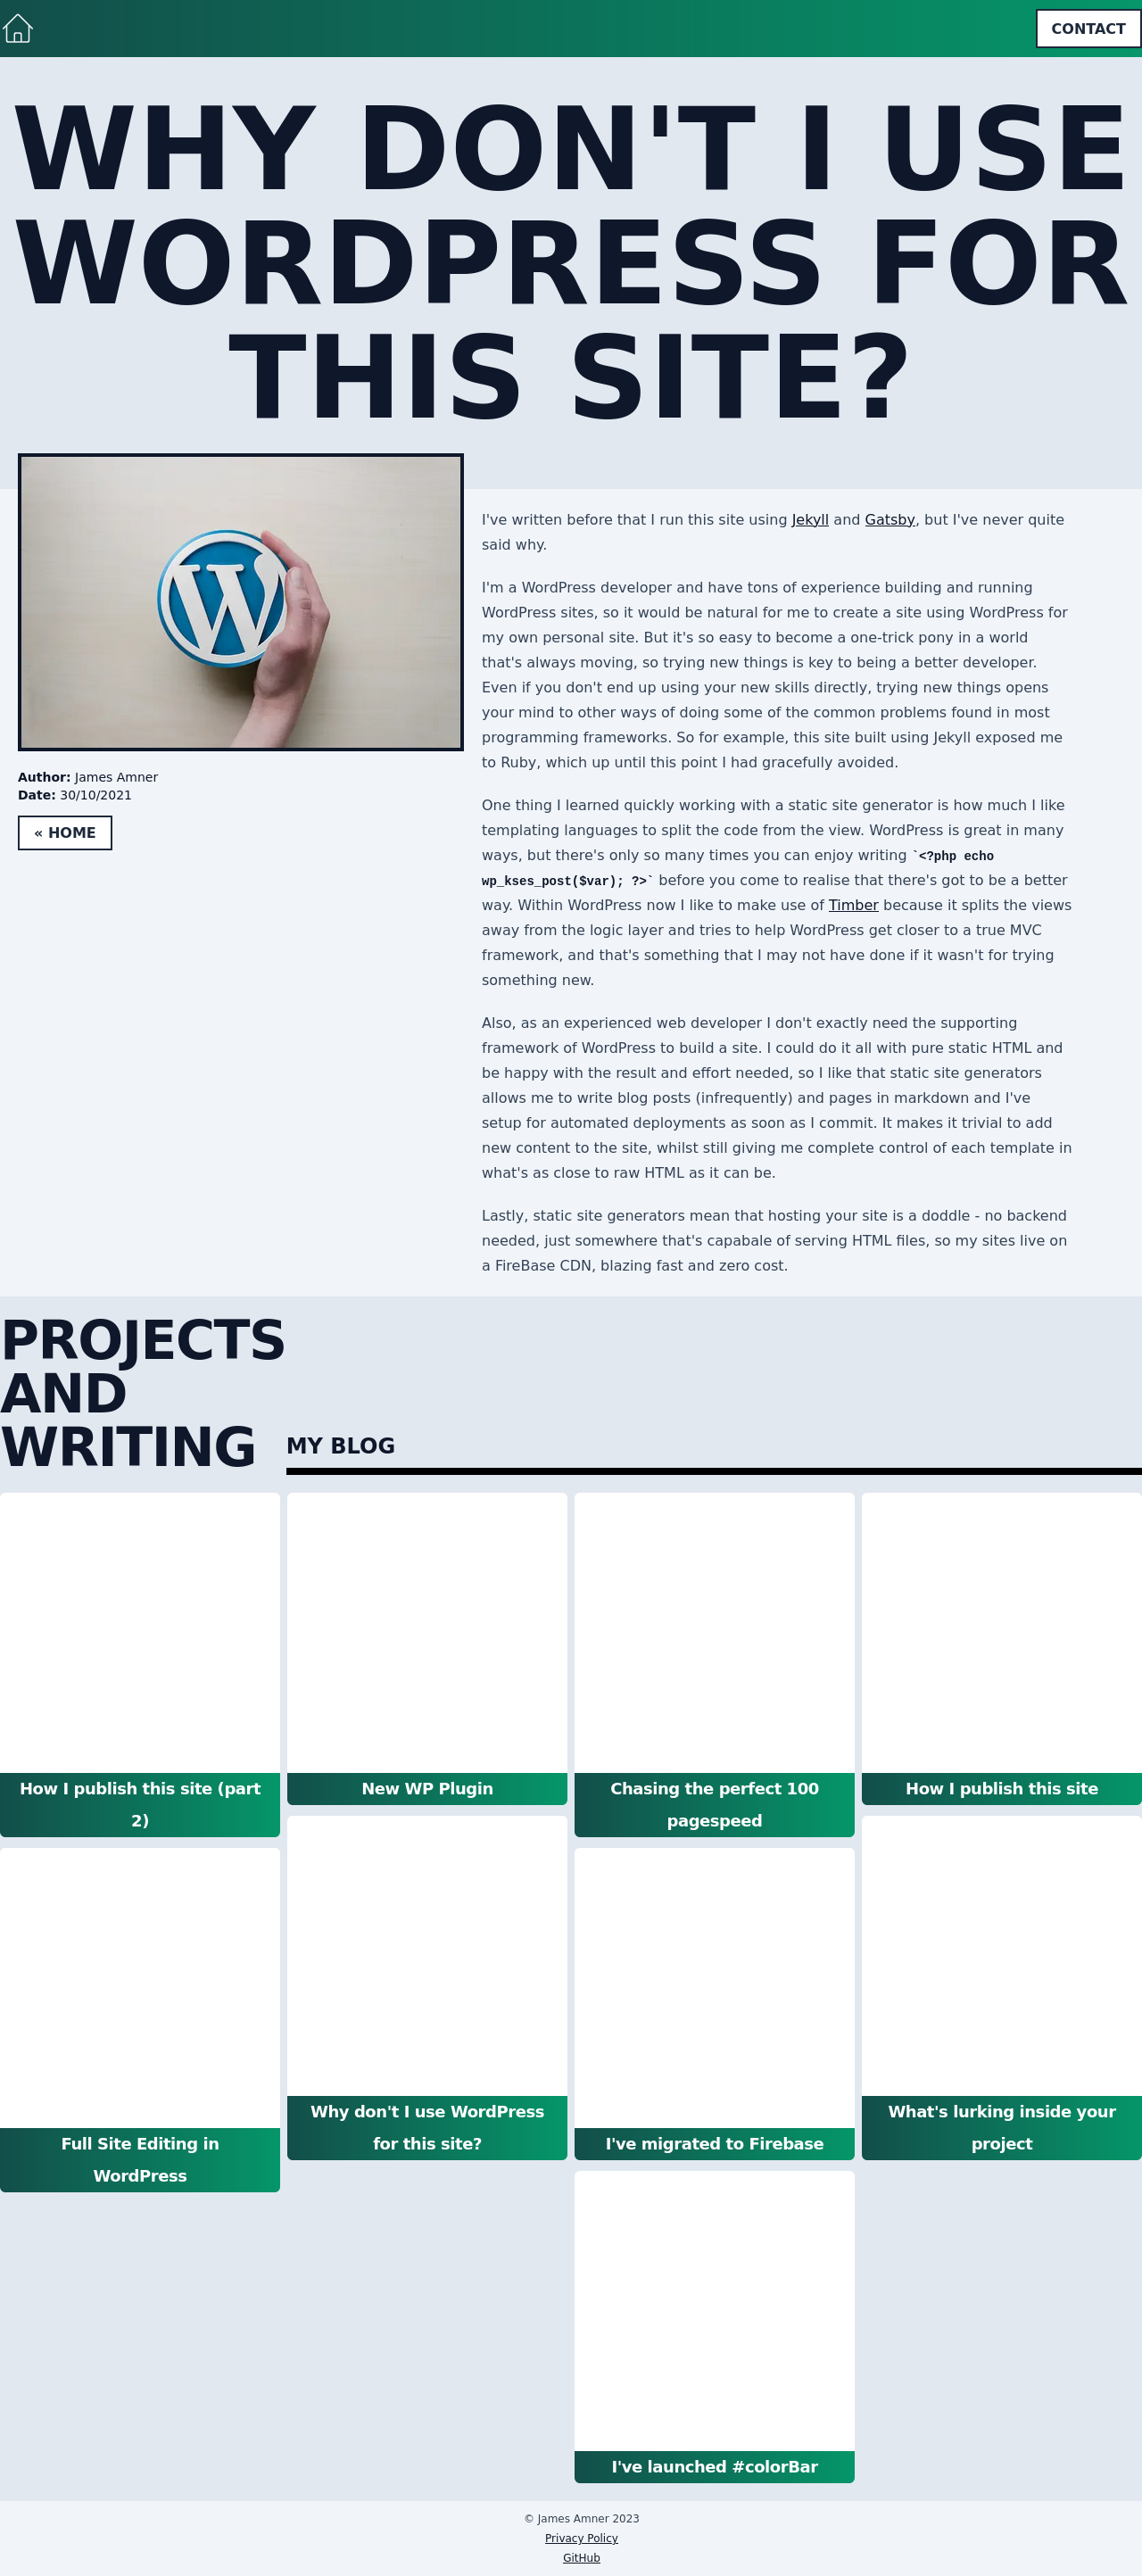 CONTACT
WHY DON'T I USE
WORDPRESS FOR
THIS SITE?
W
Author: James Amner
Date: 30/10/2021
« HOME
I've written before that I run this site using Jekyll and Gatsby, but I've never quite
said why.
I'm a WordPress developer and have tons of experience building and running
WordPress sites, so it would be natural for me to create a site using WordPress for
my own personal site. But it's so easy to become a one-trick pony in a world
that's always moving, so trying new things is key to being a better developer.
Even if you don't end up using your new skills directly, trying new things opens
your mind to other ways of doing some of the common problems found in most
programming frameworks. So for example, this site built using Jekyll exposed me
to Ruby, which up until this point I had gracefully avoided.
One thing I learned quickly working with a static site generator is how much I like
templating languages to split the code from the view. WordPress is great in many
ways, but there's only so many times you can enjoy writing `<?php echo
wp_kses_post($var); ?>` before you come to realise that there's got to be a better
way. Within WordPress now I like to make use of Timber because it splits the views
away from the logic layer and tries to help WordPress get closer to a true MVC
framework, and that's something that I may not have done if it wasn't for trying
something new.
Also, as an experienced web developer I don't exactly need the supporting
framework of WordPress to build a site. I could do it all with pure static HTML and
be happy with the result and effort needed, so I like that static site generators
allows me to write blog posts (infrequently) and pages in markdown and I've
setup for automated deployments as soon as I commit. It makes it trivial to add
new content to the site, whilst still giving me complete control of each template in
what's as close to raw HTML as it can be.
Lastly, static site generators mean that hosting your site is a doddle - no backend
needed, just somewhere that's capabale of serving HTML files, so my sites live on
a FireBase CDN, blazing fast and zero cost.
PROJECTS
AND
WRITING
MY BLOG
How I publish this site (part
2)
New WP Plugin
Chasing the perfect 100
pagespeed
How I publish this site
Full Site Editing in
WordPress
Why don't I use WordPress
for this site?
I've migrated to Firebase
What's lurking inside your
project
I've launched #colorBar
© James Amner 2023
Privacy Policy
GitHub